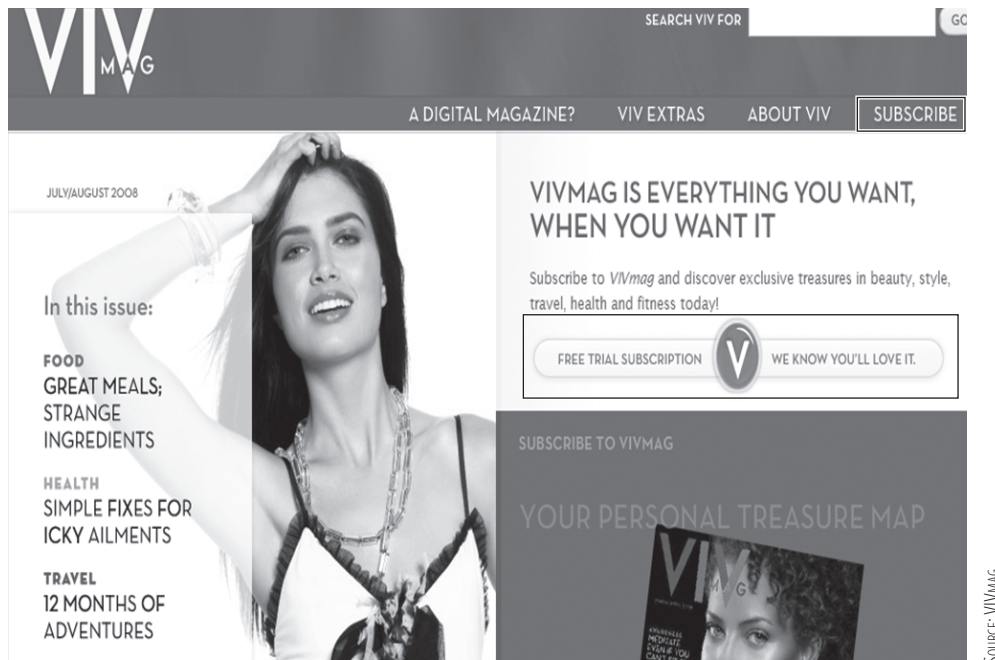 VIV
MAG
SEARCH VIV FOR
GO
A DIGITAL MAGAZINE?
VIV EXTRAS
ABOUT VIV
SUBSCRIBE
JULY/AUGUST 2008
In this issue:
FOOD
GREAT MEALS;
STRANGE
INGREDIENTS
HEALTH
SIMPLE FIXES FOR
ICKY AILMENTS
TRAVEL
12 MONTHS OF
ADVENTURES
VIVMAG IS EVERYTHING YOU WANT,
WHEN YOU WANT IT
Subscribe to VIVmag and discover exclusive treasures in beauty, style,
travel, health and fitness today!
FREE TRIAL SUBSCRIPTION V WE KNOW YOU'LL LOVE IT.
SUBSCRIBE TO VIVMAG
YOUR PERSONAL TREASURE MAP
VIV
MAG
MEDITATE
EVEN IF YOU
SOURCE: VIVMAG